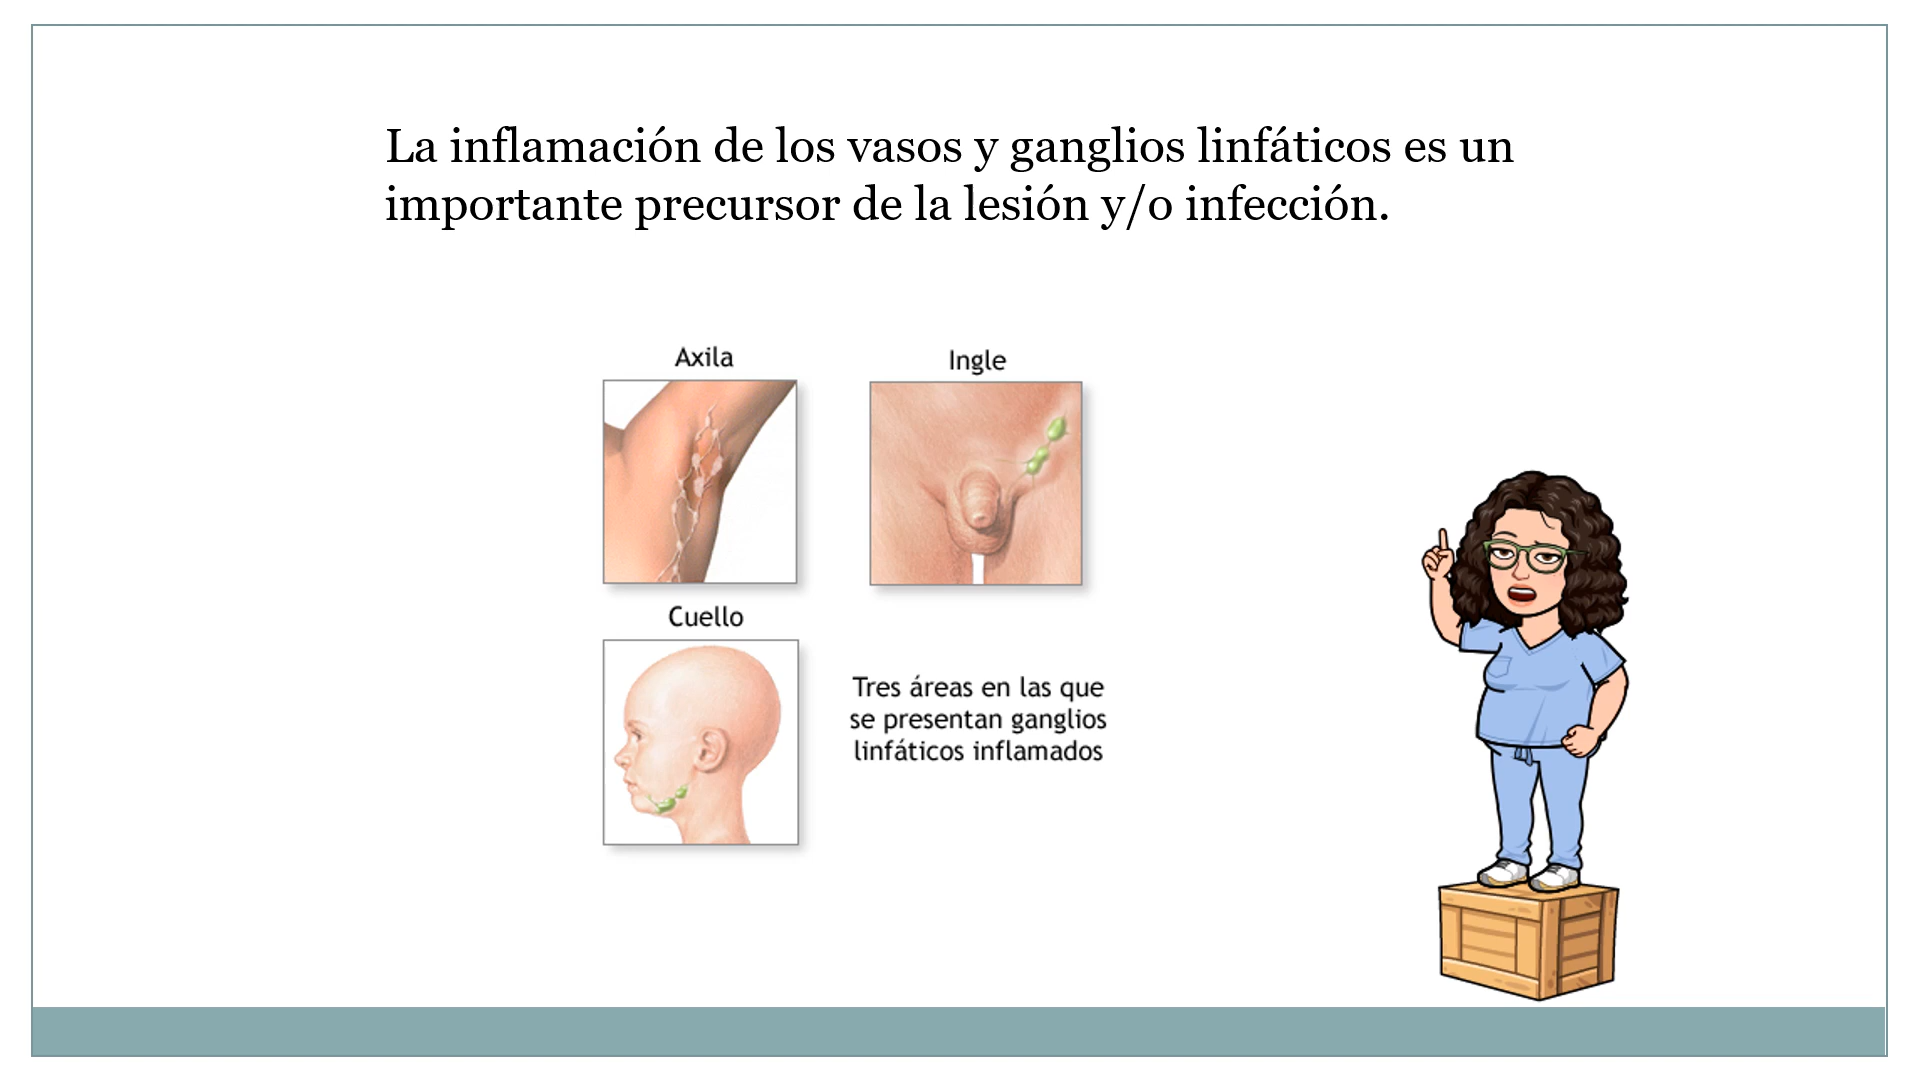 La inflamación de los vasos y ganglios linfáticos es un
importante precursor de la lesión y/o infección.
Axila
Ingle
Cuello
Tres áreas en las que
se presentan ganglios
linfáticos inflamados